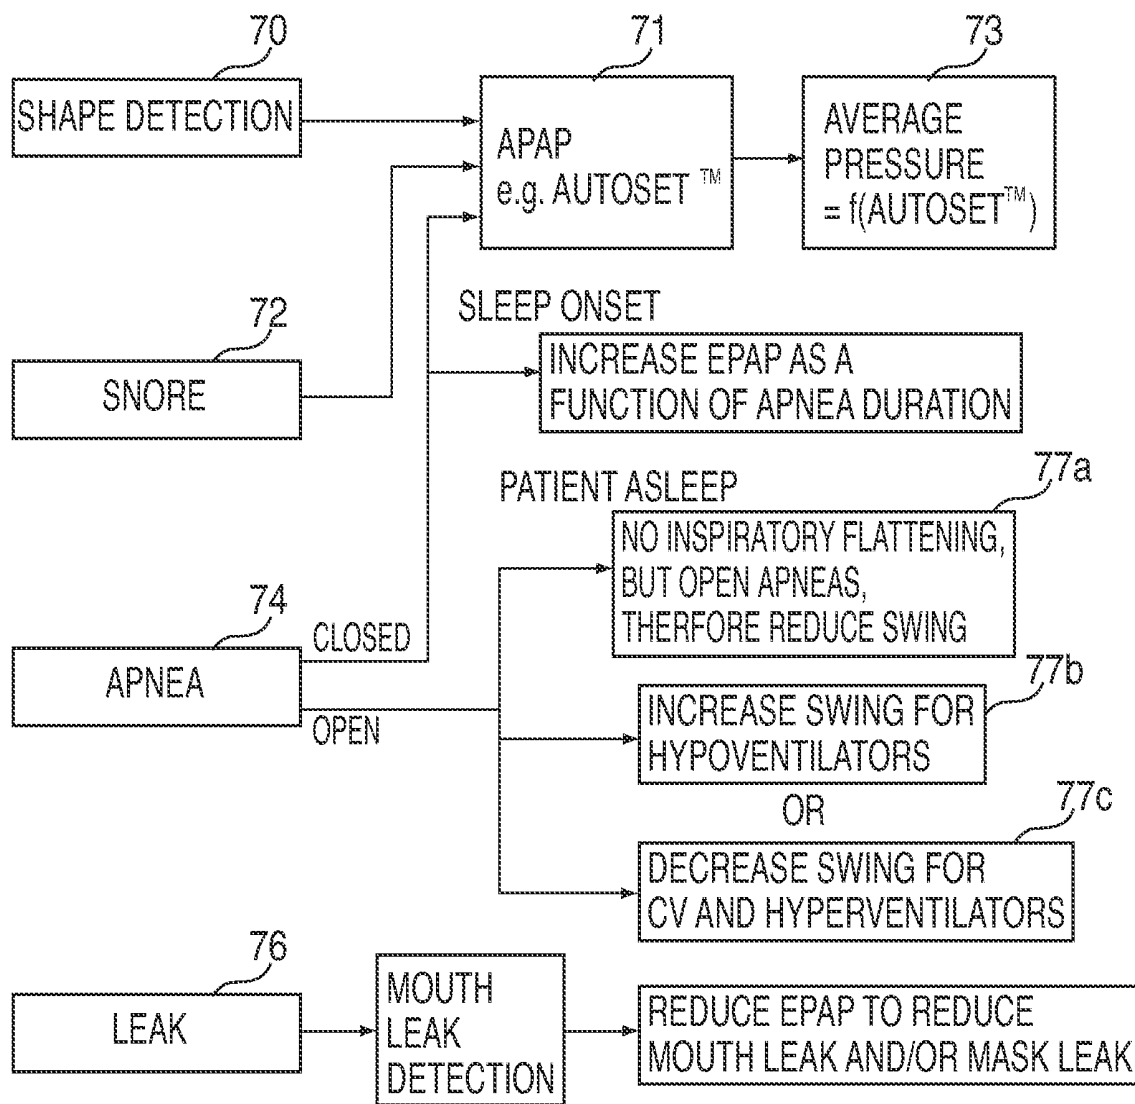 70
SHAPE DETECTION
71
APAP
e.g. AUTOSET ™
73
AVERAGE
PRESSURE
= f(AUTOSET™)
72
SNORE
SLEEP ONSET
INCREASE EPAP AS A
FUNCTION OF APNEA DURATION
74
APNEA
CLOSED
OPEN
PATIENT ASLEEP
77a
NO INSPIRATORY FLATTENING,
BUT OPEN APNEAS,
THERFORE REDUCE SWING
77b
INCREASE SWING FOR
HYPOVENTILATORS
OR
77c
DECREASE SWING FOR
CV AND HYPERVENTILATORS
76
LEAK
MOUTH
LEAK
DETECTION
REDUCE EPAP TO REDUCE
MOUTH LEAK AND/OR MASK LEAK